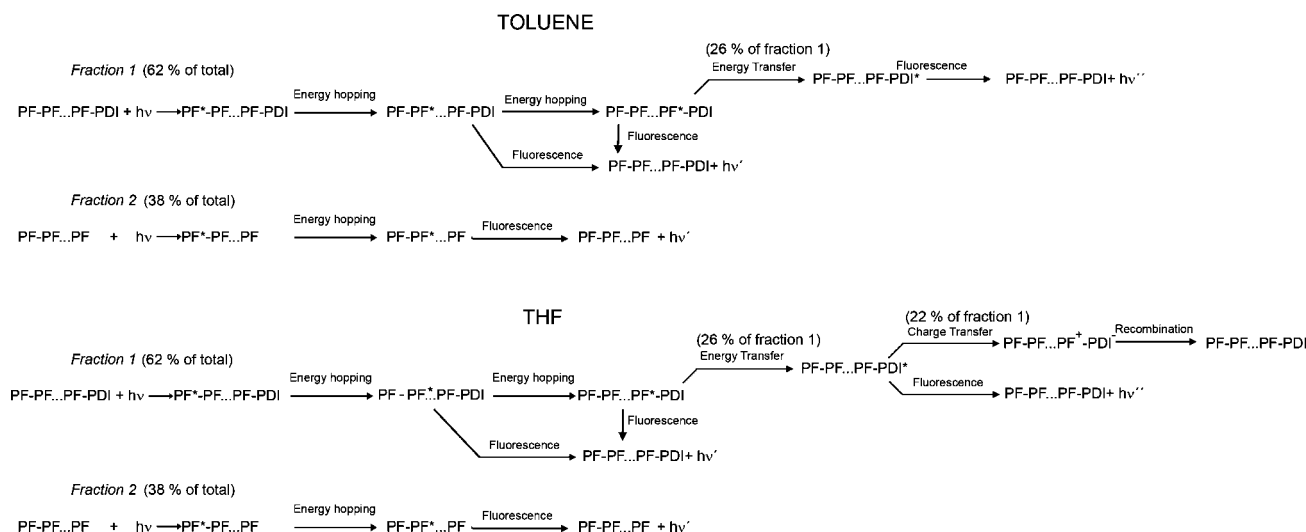 TOLUENE
(26 % of fraction 1)
Fraction 1 (62 % of total)
Energy hopping
Energy hopping
Energy Transfer
PF-PF...PF-PDI*
Fluorescence
PF-PF...PF-PDI+ hν´´
PF-PF...PF-PDI + hν
PF*-PF...PF-PDI
PF-PF*...PF-PDI
PF-PF...PF*-PDI
Fluorescence
Fluorescence
PF-PF...PF-PDI+ hν´
Fraction 2 (38 % of total)
Energy hopping
Fluorescence
PF-PF...PF + hν
PF*-PF...PF
PF-PF*...PF
PF-PF...PF + hν´
THF
(22 % of fraction 1)
(26 % of fraction 1)
Charge Transfer
PF-PF...PF+-PDI-
Recombination
PF-PF...PF-PDI
Fraction 1 (62 % of total)
Energy hopping
Energy hopping
Energy Transfer
PF-PF...PF-PDI*
PF-PF...PF-PDI + hν
PF*-PF...PF-PDI
PF - PF*...PF-PDI
PF-PF...PF*-PDI
Fluorescence
PF-PF...PF-PDI+ hν´´
Fluorescence
Fluorescence
PF-PF...PF-PDI+ hν´
Fraction 2 (38 % of total)
Energy hopping
Fluorescence
PF-PF...PF + hν
PF*-PF...PF
PF-PF*...PF
PF-PF...PF + hν´